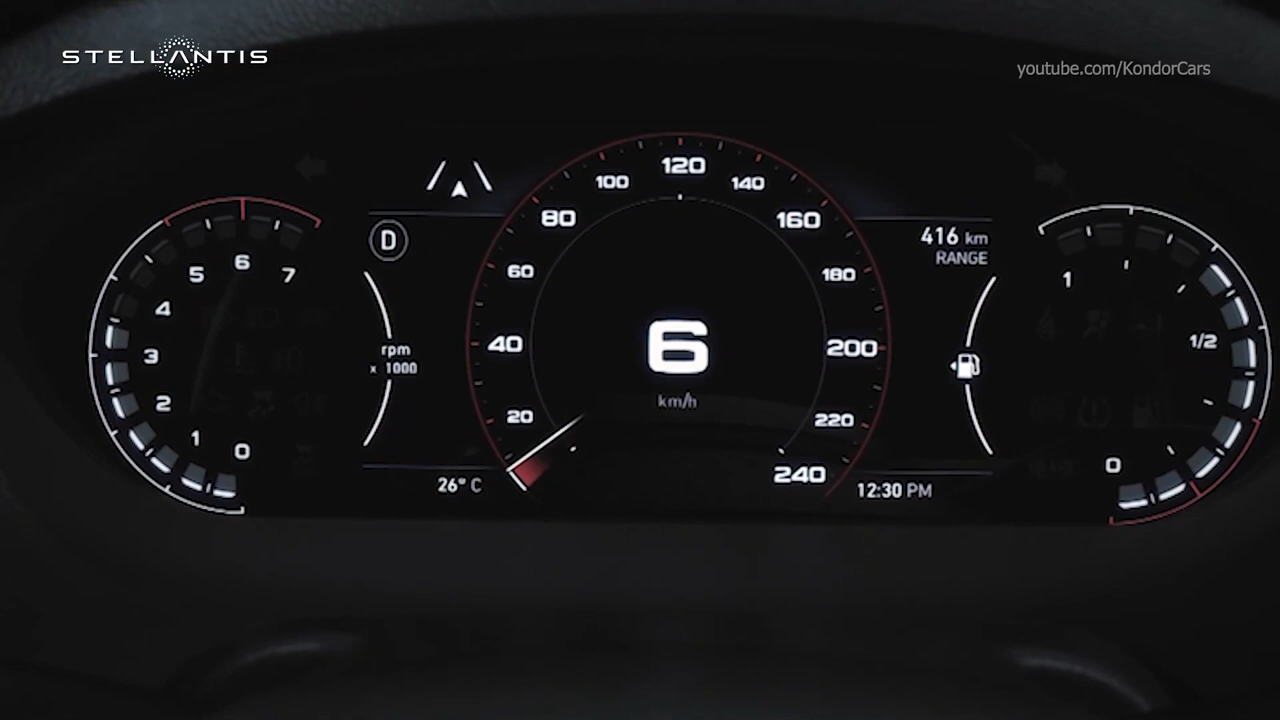 STELLANTIS
youtube.com/KondorCars
120
100
140
80
160
D
416 km
RANGE
5
6
7
60
180
1
4
40
6
200
1/2
3
rpm
x 1000
km/h
2
20
220
1
0
240
0
26° C
12:30 PM